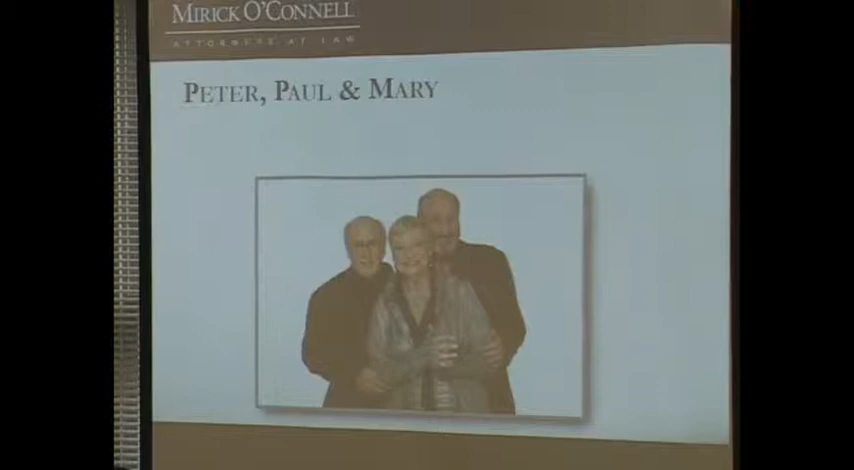 MIRICK O'CONNELL
ATTORNEYS AT LAW
PETER, PAUL & MARY